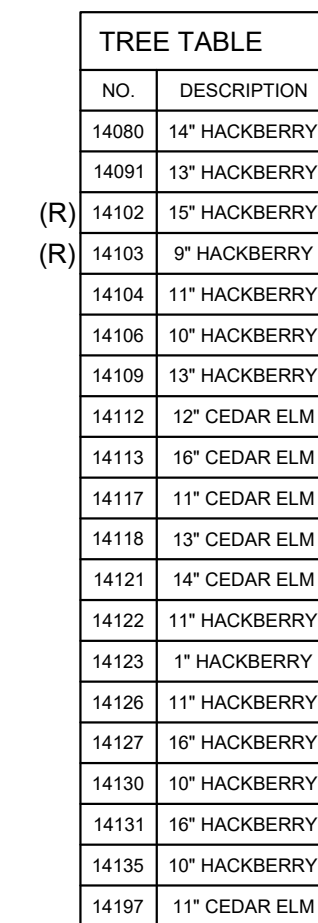 TREE TABLE
NO. DESCRIPTION
14080 14" HACKBERRY
14091 13" HACKBERRY
(R) 14102 15" HACKBERRY
(R) 14103 9" HACKBERRY
14104 11" HACKBERRY
14106 10" HACKBERRY
14109 13" HACKBERRY
14112 12" CEDAR ELM
14113 16" CEDAR ELM
14117 11" CEDAR ELM
14118 13" CEDAR ELM
14121 14" CEDAR ELM
14122 11" HACKBERRY
14123 1" HACKBERRY
14126 11" HACKBERRY
14127 16" HACKBERRY
14130 10" HACKBERRY
14131 16" HACKBERRY
14135 10" HACKBERRY
14197 11" CEDAR ELM